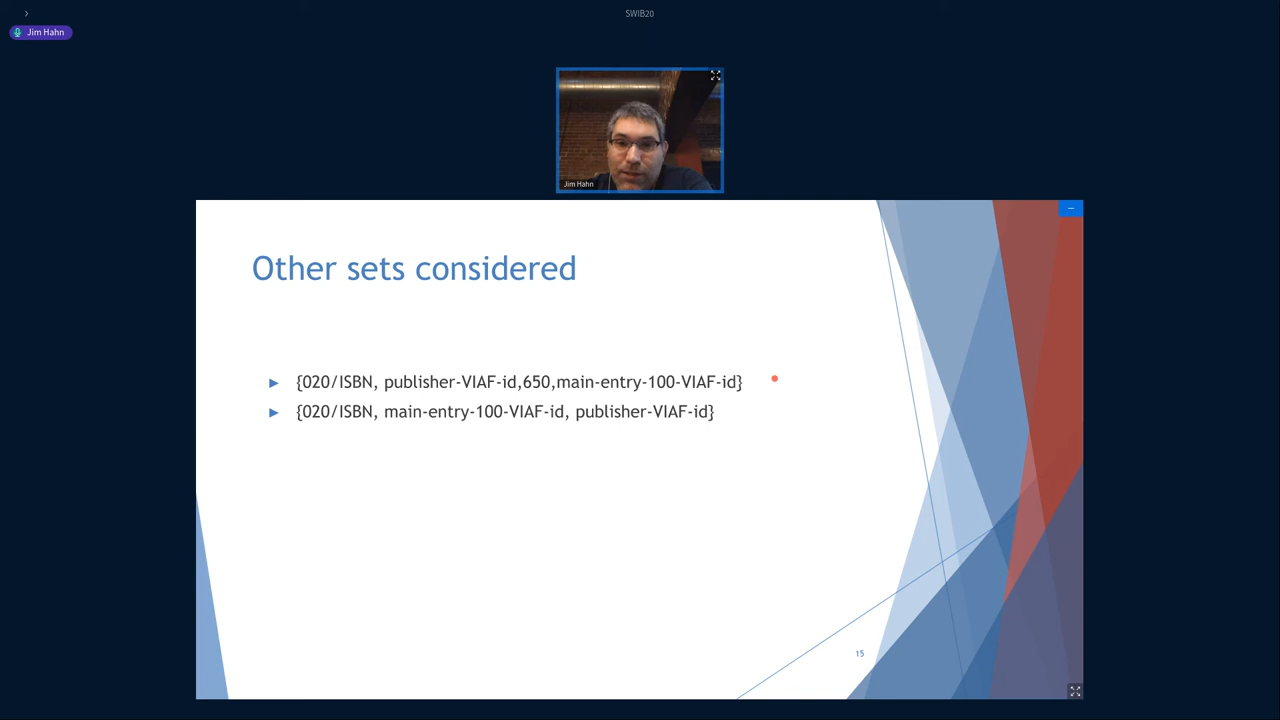 SWIB20
Jim Hahn
Jim Hahn
Other sets considered
{020/ISBN, publisher-VIAF-id,650,main-entry-100-VIAF-id}
{020/ISBN, main-entry-100-VIAF-id, publisher-VIAF-id}
15